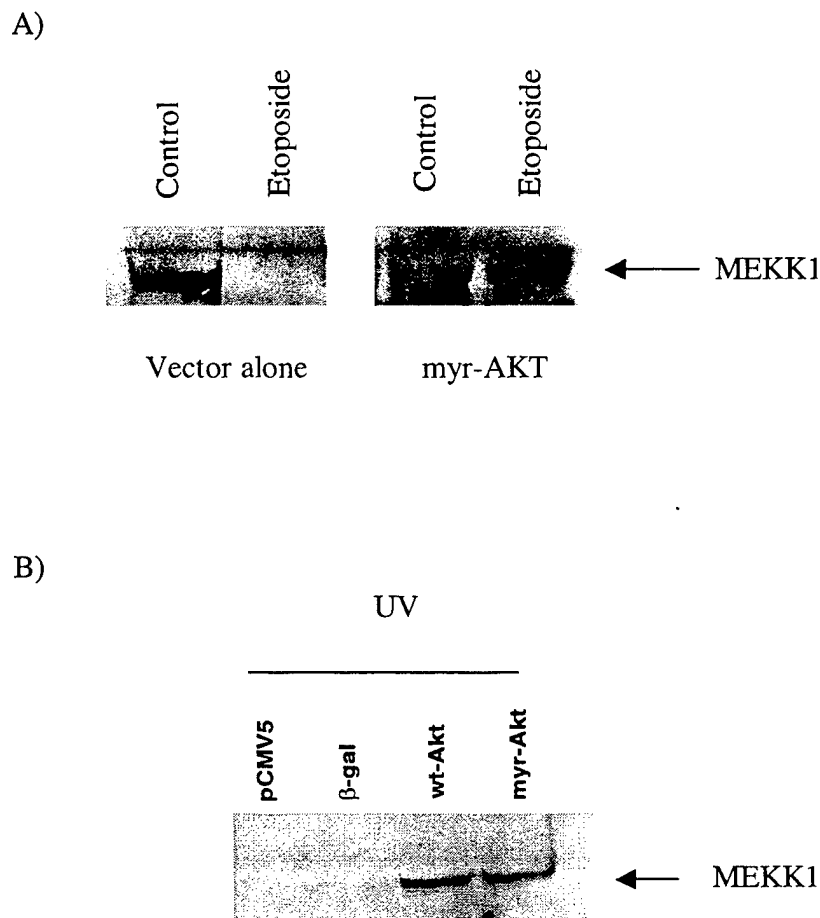 A)
Control
Etoposide
Control
Etoposide
MEKK1
Vector alone
myr-AKT
B)
UV
pCMV5
β-gal
wt-Akt
myr-Akt
MEKK1